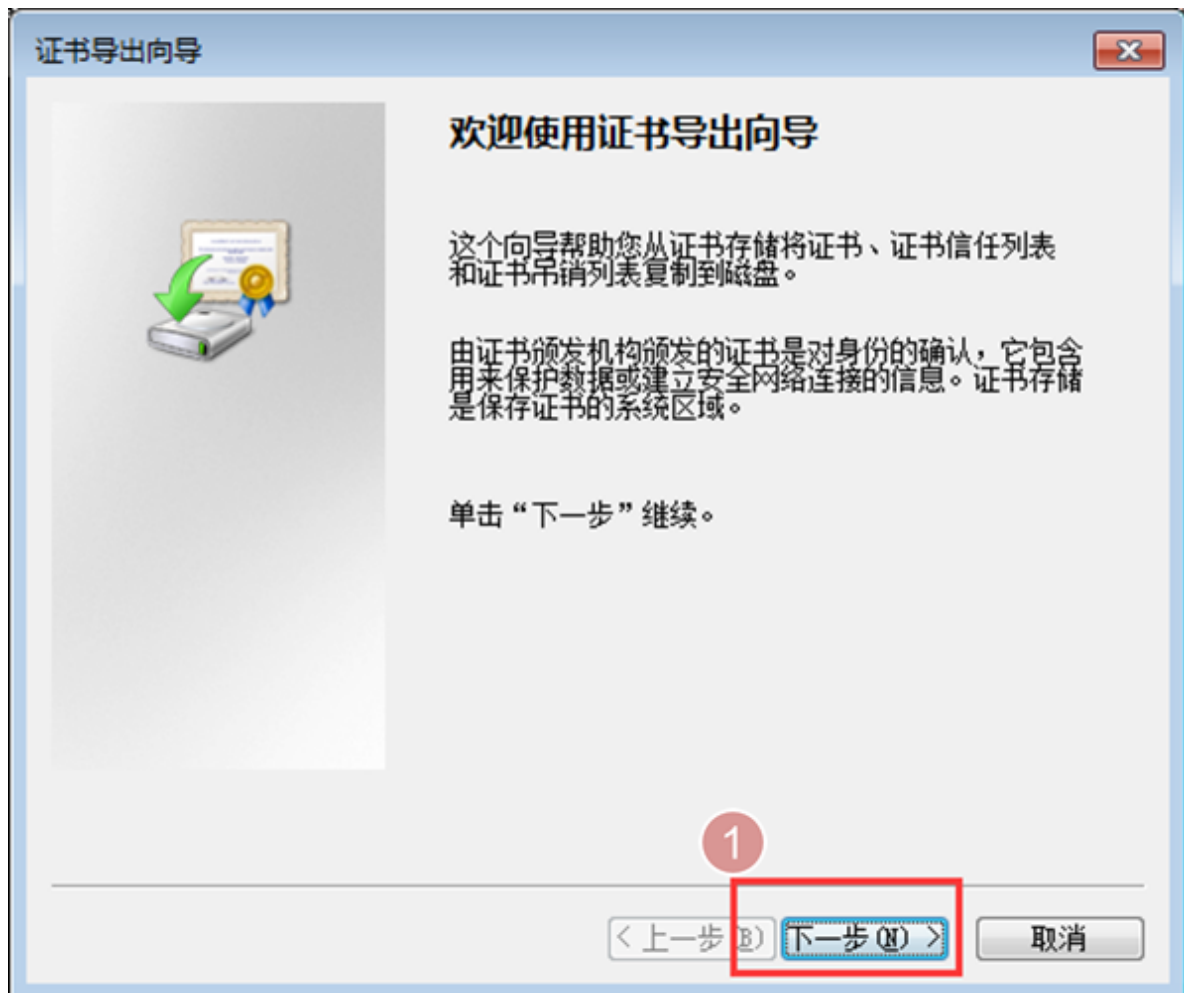 证书导出向导
欢迎使用证书导出向导
这个向导帮助您从证书存储将证书、证书信任列表
和证书吊销列表复制到磁盘。
由证书颁发机构颁发的证书是对身份的确认，它包含
用来保护数据或建立安全网络连接的信息。证书存储
是保存证书的系统区域。
单击“下一步”继续。
1
< 上一步(B) 下一步(N) > 取消